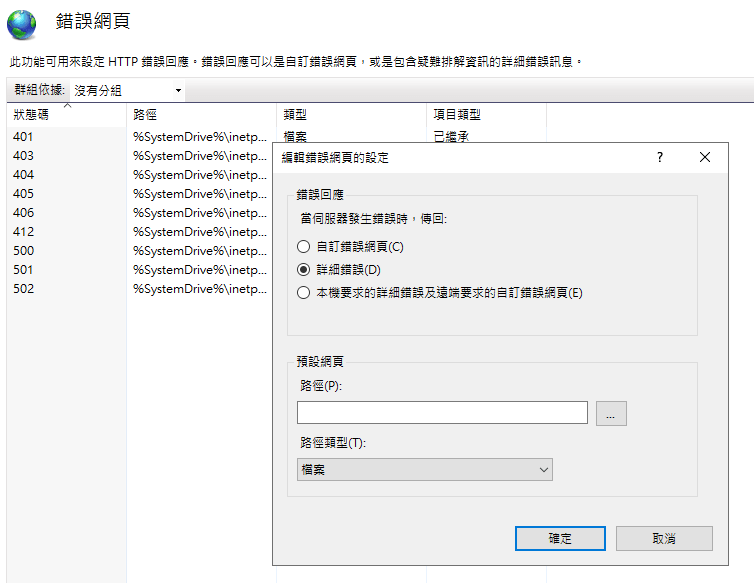 錯誤網頁
此功能可用來設定 HTTP 錯誤回應。錯誤回應可以是自訂錯誤網頁，或是包含疑難排解資訊的詳細錯誤訊息。
群組依據: 沒有分組
狀態碼 路徑 類型 項目類型
401 %SystemDrive%\inetp... 檔案 已繼承
403 %SystemDrive%\inetp...
404 %SystemDrive%\inetp...
405 %SystemDrive%\inetp...
406 %SystemDrive%\inetp...
412 %SystemDrive%\inetp...
500 %SystemDrive%\inetp...
501 %SystemDrive%\inetp...
502 %SystemDrive%\inetp...
編輯錯誤網頁的設定 ?
錯誤回應
當伺服器發生錯誤時，傳回:
自訂錯誤網頁(C)
詳細錯誤(D)
本機要求的詳細錯誤及遠端要求的自訂錯誤網頁(E)
預設網頁
路徑(P):
...
路徑類型(T):
檔案
確定 取消